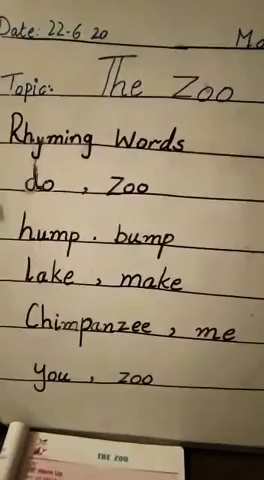 Date: 22-6 20
Topic: The Zoo
Rhyming Words
do , Zoo
hump . bump
Lake , make
Chimpanzee , me
you , zoo
THE ZOO